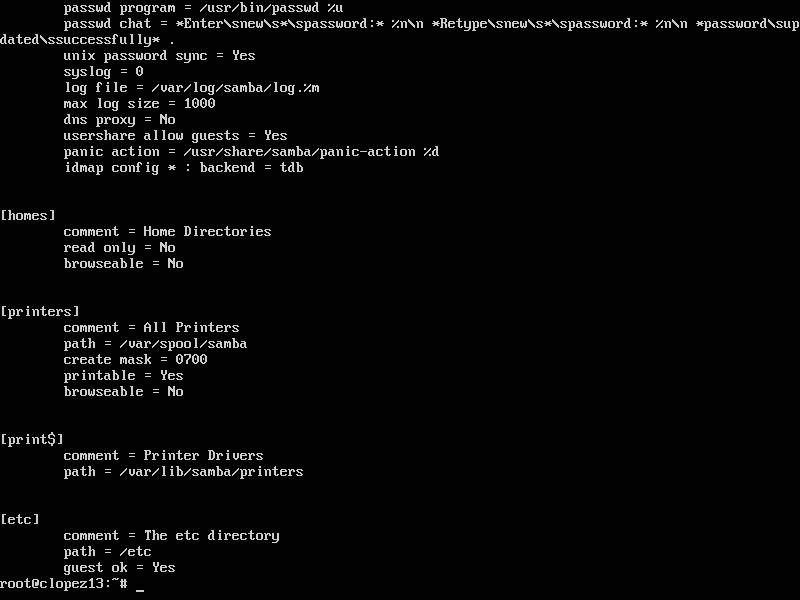 passwd program = /usr/bin/passwd %u
passwd chat = *Enter\snew\s*\spassword:* %n\n *Retype\snew\s*\spassword:* %n\n *password\sup
dated\ssuccessfully* .
unix password sync = Yes
syslog = 0
log file = /var/log/samba/log.%m
max log size = 1000
dns proxy = No
usershare allow guests = Yes
panic action = /usr/share/samba/panic-action %d
idmap config * : backend = tdb
[homes]
comment = Home Directories
read only = No
browseable = No
[printers]
comment = All Printers
path = /var/spool/samba
create mask = 0700
printable = Yes
browseable = No
[print$]
comment = Printer Drivers
path = /var/lib/samba/printers
[etc]
comment = The etc directory
path = /etc
guest ok = Yes
root@clopez13:~# _